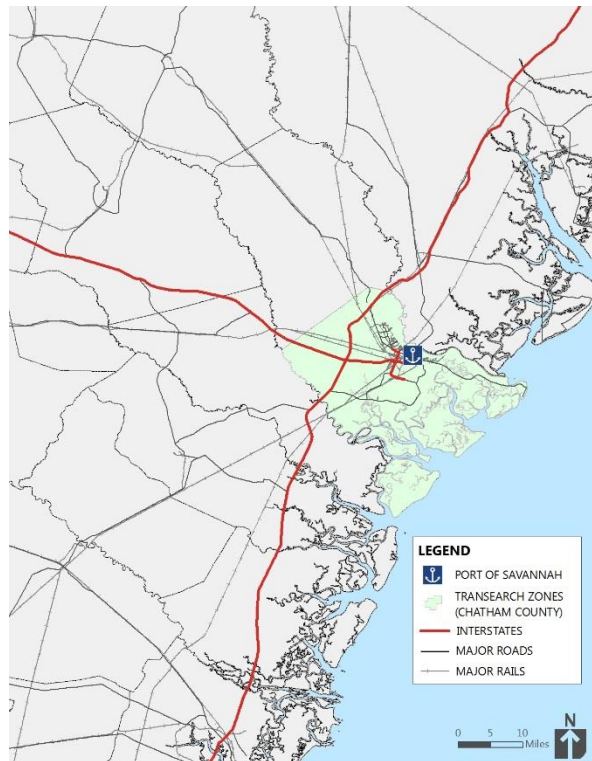 LEGEND
PORT OF SAVANNAH
TRANSEARCH ZONES
(CHATHAM COUNTY)
INTERSTATES
MAJOR ROADS
MAJOR RAILS
N
0 5 10
Miles